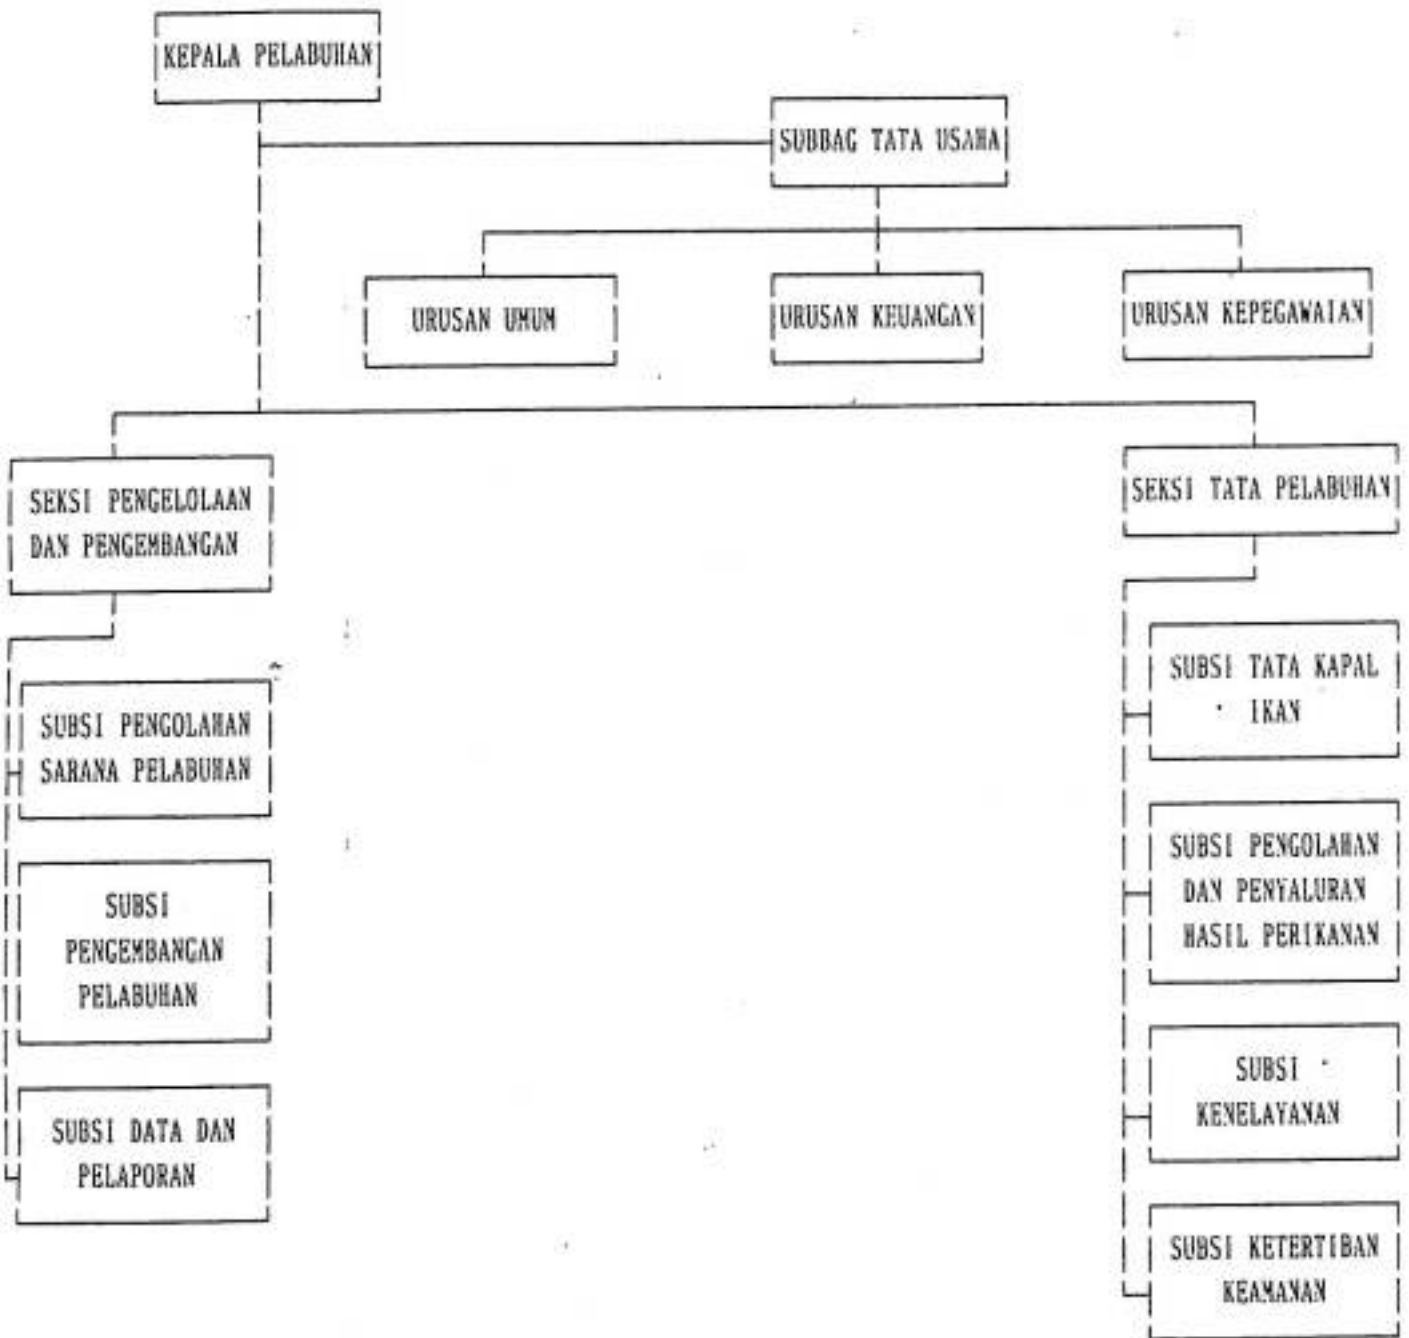 KEPALA PELABUHAN
SUBBAG TATA USAHA
URUSAN UMUM
URUSAN KEUANGAN
URUSAN KEPEGAWAIAN
SEKSI PENGELOLAAN
DAN PENGEMBANGAN
SEKSI TATA PELABUHAN
SUBSI PENGOLAHAN
SARANA PELABUHAN
SUBSI
PENGEMBANGAN
PELABUHAN
SUBSI DATA DAN
PELAPORAN
SUBSI TATA KAPAL
IKAN
SUBSI PENGOLAHAN
DAN PENYALURAN
HASIL PERIKANAN
SUBSI
KENELAYANAN
SUBSI KETERTIBAN
KEAMANAN